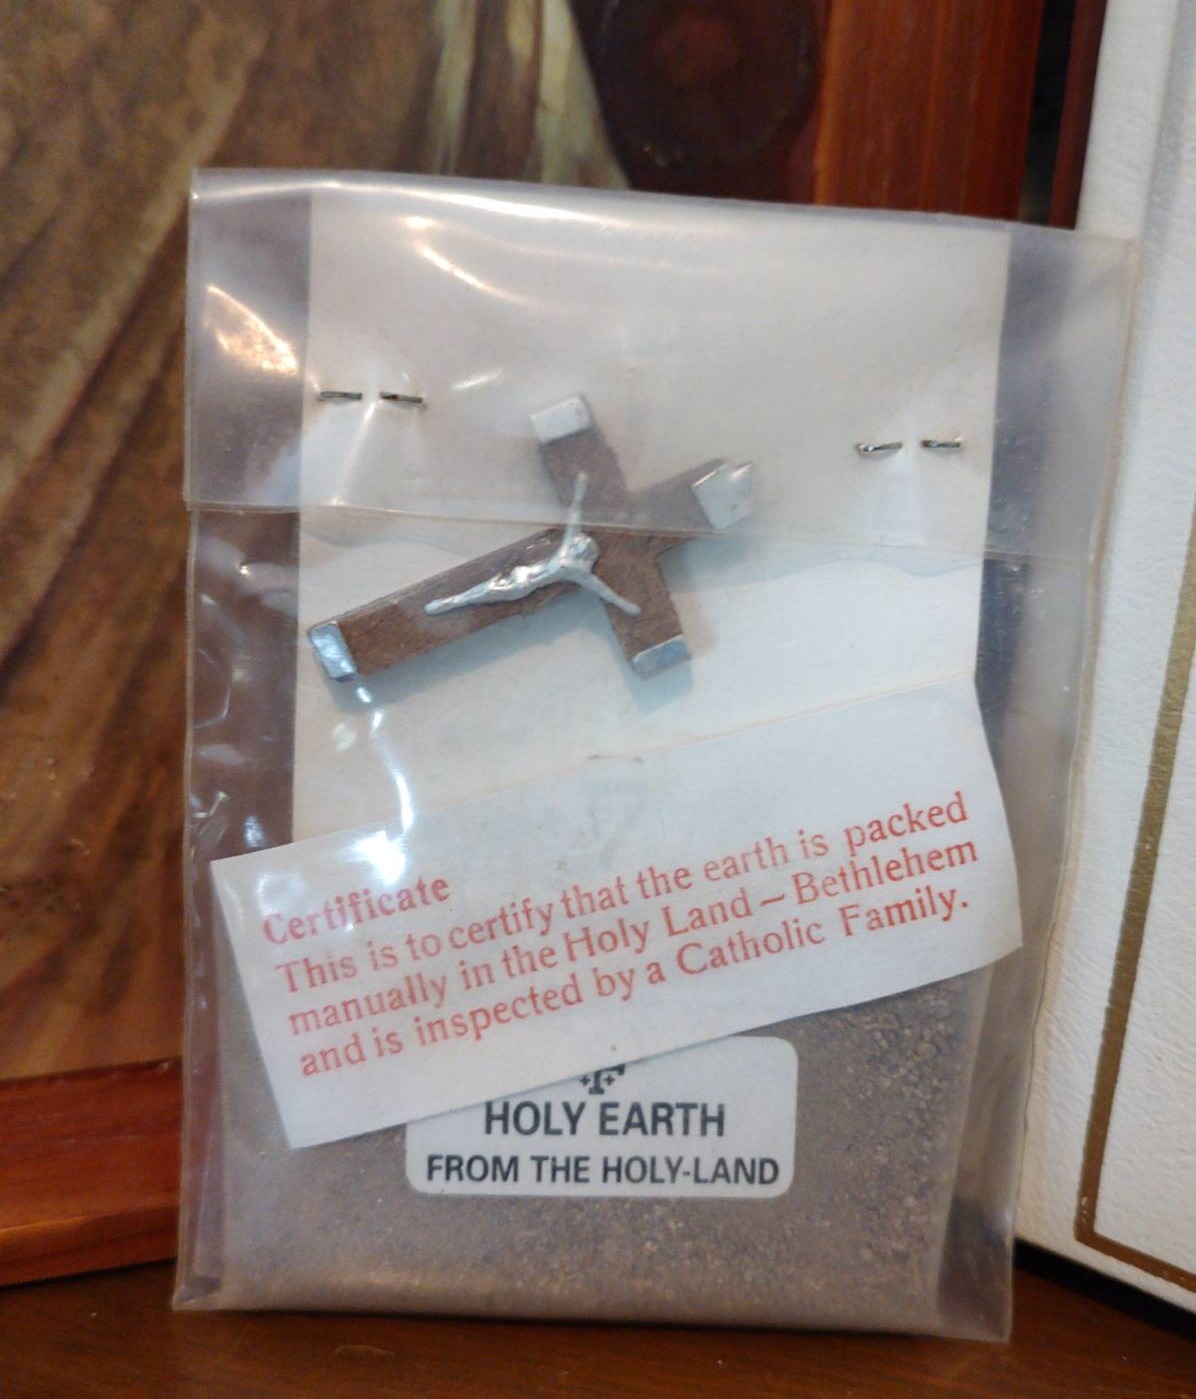 Certificate
This is to certify that the earth is packed
manually in the Holy Land – Bethlehem
and is inspected by a Catholic Family.
HOLY EARTH
FROM THE HOLY-LAND